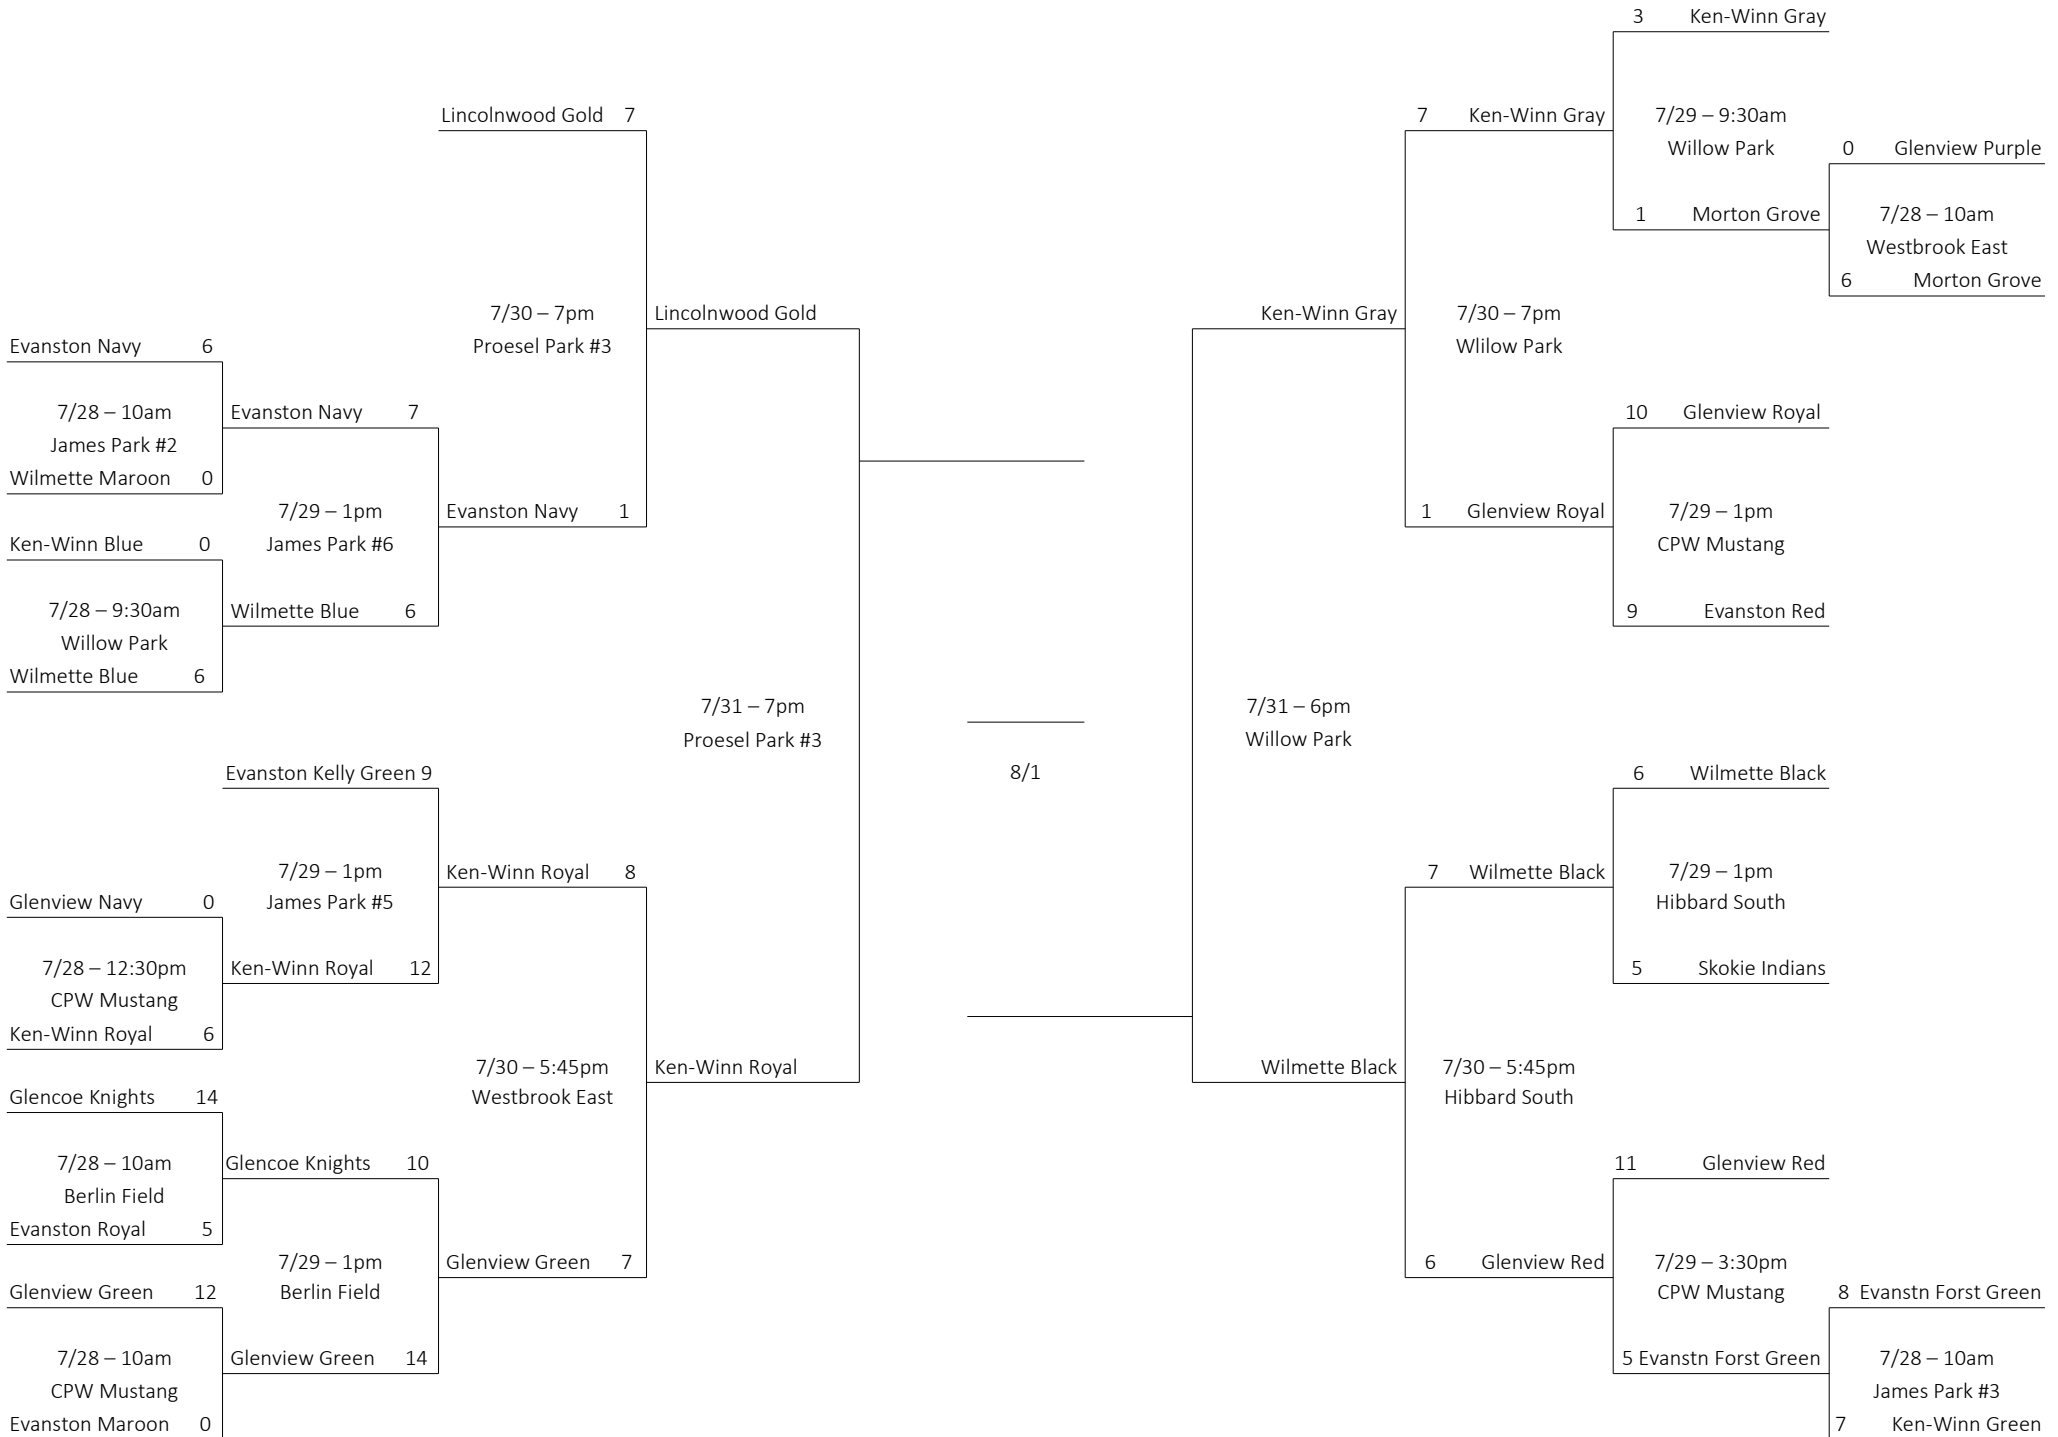 3 Ken-Winn Gray
Lincolnwood Gold 7
7 Ken-Winn Gray
7/29 – 9:30am
Willow Park
0 Glenview Purple
1 Morton Grove
7/28 – 10am
Westbrook East
6 Morton Grove
7/30 – 7pm
Proesel Park #3
Lincolnwood Gold
Ken-Winn Gray
7/30 – 7pm
Wlilow Park
Evanston Navy 6
7/28 – 10am
James Park #2
Wilmette Maroon 0
Evanston Navy 7
10 Glenview Royal
7/29 – 1pm
James Park #6
Evanston Navy 1
1 Glenview Royal
7/29 – 1pm
CPW Mustang
Ken-Winn Blue 0
7/28 – 9:30am
Willow Park
Wilmette Blue 6
Wilmette Blue 6
9 Evanston Red
7/31 – 7pm
Proesel Park #3
7/31 – 6pm
Willow Park
8/1
Evanston Kelly Green 9
6 Wilmette Black
7/29 – 1pm
James Park #5
Ken-Winn Royal 8
7 Wilmette Black
7/29 – 1pm
Hibbard South
Glenview Navy 0
7/28 – 12:30pm
CPW Mustang
Ken-Winn Royal 6
Ken-Winn Royal 12
5 Skokie Indians
7/30 – 5:45pm
Westbrook East
Ken-Winn Royal
Wilmette Black
7/30 – 5:45pm
Hibbard South
Glencoe Knights 14
7/28 – 10am
Berlin Field
Evanston Royal 5
Glencoe Knights 10
11 Glenview Red
7/29 – 1pm
Berlin Field
Glenview Green 7
6 Glenview Red
7/29 – 3:30pm
CPW Mustang
Glenview Green 12
8 Evanstn Forst Green
7/28 – 10am
CPW Mustang
Evanston Maroon 0
Glenview Green 14
5 Evanstn Forst Green
7/28 – 10am
James Park #3
7 Ken-Winn Green